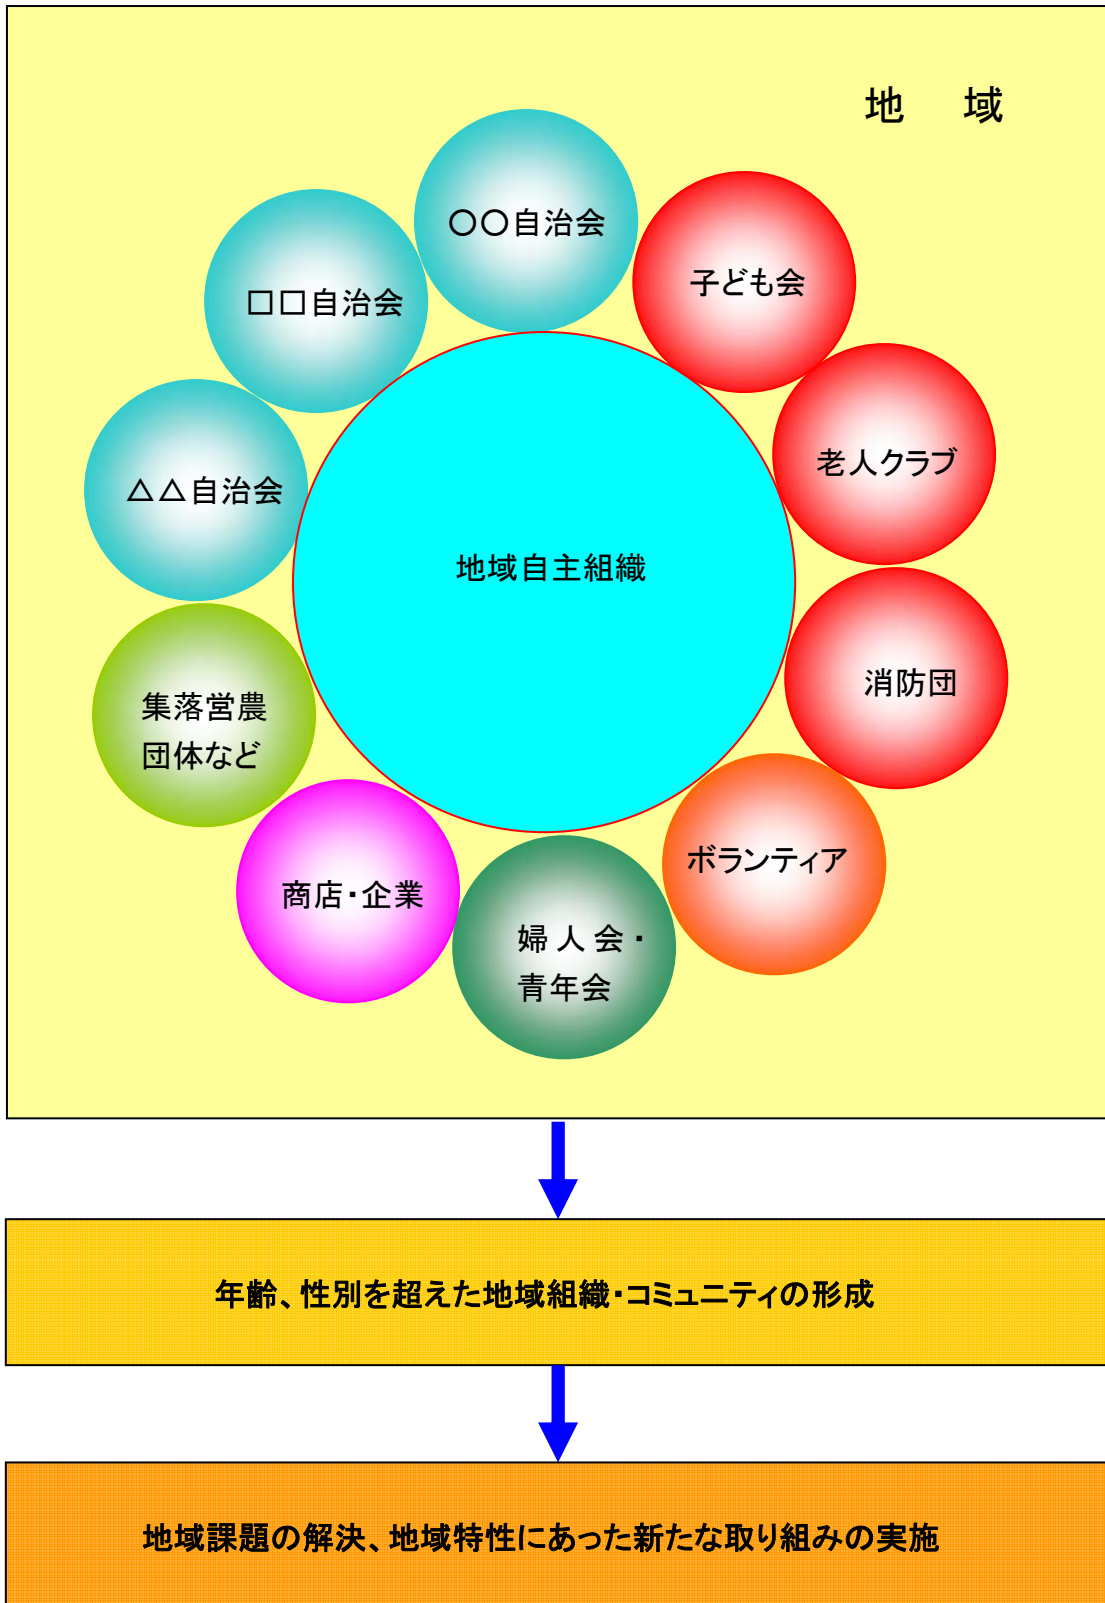 地　域
〇〇自治会
子ども会
□□自治会
老人クラブ
△△自治会
地域自主組織
消防団
集落営農
団体など
ボランティア
商店・企業
婦人会・
青年会
年齢、性別を超えた地域組織・コミュニティの形成
地域課題の解決、地域特性にあった新たな取り組みの実施